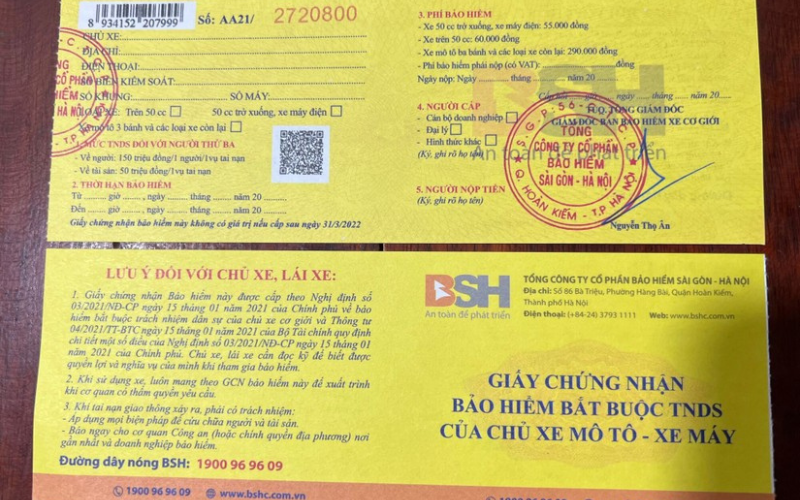 8 934152 207999
Số: AA21/ 2720800
CHỦ XE:
ĐỊA CHỈ:
ĐIỆN THOẠI:
BIỂN KIỂM SOÁT:
SỐ KHUNG: SỐ MÁY:
LOẠI XE: Trên 50 cc 50 cc trở xuống, xe máy điện
Xe mô tô 3 bánh và các loại xe còn lại
1. MỨC TNDS ĐỐI VỚI NGƯỜI THỨ BA
- Về người: 150 triệu đồng/1 người/1vụ tai nạn
- Về tài sản: 50 triệu đồng/1vụ tai nạn
2. THỜI HẠN BẢO HIỂM
Từ ........ giờ ........, ngày ........ tháng ........ năm 20 ........
Đến ........ giờ ........, ngày ........ tháng ........ năm 20 ........
Giấy chứng nhận bảo hiểm này không có giá trị nếu cấp sau ngày 31/3/2022
3. PHÍ BẢO HIỂM
- Xe 50 cc trở xuống, xe máy điện: 55.000 đồng
- Xe trên 50 cc: 60.000 đồng
- Xe mô tô ba bánh và các loại xe còn lại: 290.000 đồng
- Phí bảo hiểm phải nộp (có VAT): đồng
Ngày nộp: Ngày ........ tháng ........ năm 20 ........
Cấp ngày ........ tháng ........ năm 20 ....
4. NGƯỜI CẤP
Cán bộ doanh nghiệp
Đại lý
Hình thức khác
(Ký, ghi rõ họ tên)
TỔNG GIÁM ĐỐC
GIÁM ĐỐC BAN BẢO HIỂM XE CƠ GIỚI
TỔNG
CÔNG TY CỔ PHẦN
BẢO HIỂM
SÀI GÒN - HÀ NỘI
Q. HOÀN KIẾM - T.P HÀ NỘI
BSH
An toàn để phát triển
5. NGƯỜI NỘP TIỀN
(Ký, ghi rõ họ tên)
Nguyễn Thọ Ân
LƯU Ý ĐỐI VỚI CHỦ XE, LÁI XE:
1. Giấy chứng nhận Bảo hiểm này được cấp theo Nghị định số
03/2021/NĐ-CP ngày 15 tháng 01 năm 2021 của Chính phủ về bảo
hiểm bắt buộc trách nhiệm dân sự của chủ xe cơ giới và Thông tư
04/2021/TT-BTC ngày 15 tháng 01 năm 2021 của Bộ Tài chính quy định
chi tiết một số điều của Nghị định số 03/2021/NĐ-CP ngày 15 tháng 01
năm 2021 của Chính phủ. Chủ xe, lái xe cần đọc kỹ để biết được
quyền lợi và nghĩa vụ của mình khi tham gia bảo hiểm.
2. Khi sử dụng xe, luôn mang theo GCN bảo hiểm này để xuất trình
khi cơ quan có thẩm quyền yêu cầu.
3. Khi tai nạn giao thông xảy ra, phải có trách nhiệm:
- Áp dụng mọi biện pháp để cứu chữa người và tài sản.
- Báo ngay cho cơ quan Công an (hoặc chính quyền địa phương) nơi
gần nhất và doanh nghiệp bảo hiểm.
Đường dây nóng BSH: 1900 96 96 09
1900 96 96 09 www.bshc.com.vn
BSH
An toàn để phát triển
TỔNG CÔNG TY CỔ PHẦN BẢO HIỂM SÀI GÒN - HÀ NỘI
Địa chỉ: Số 86 Bà Triệu, Phường Hàng Bài, Quận Hoàn Kiếm,
Thành phố Hà Nội
Điện thoại: (+84-24) 3793 1111 Web: www.bshc.com.vn
GIẤY CHỨNG NHẬN
BẢO HIỂM BẮT BUỘC TNDS
CỦA CHỦ XE MÔ TÔ - XE MÁY